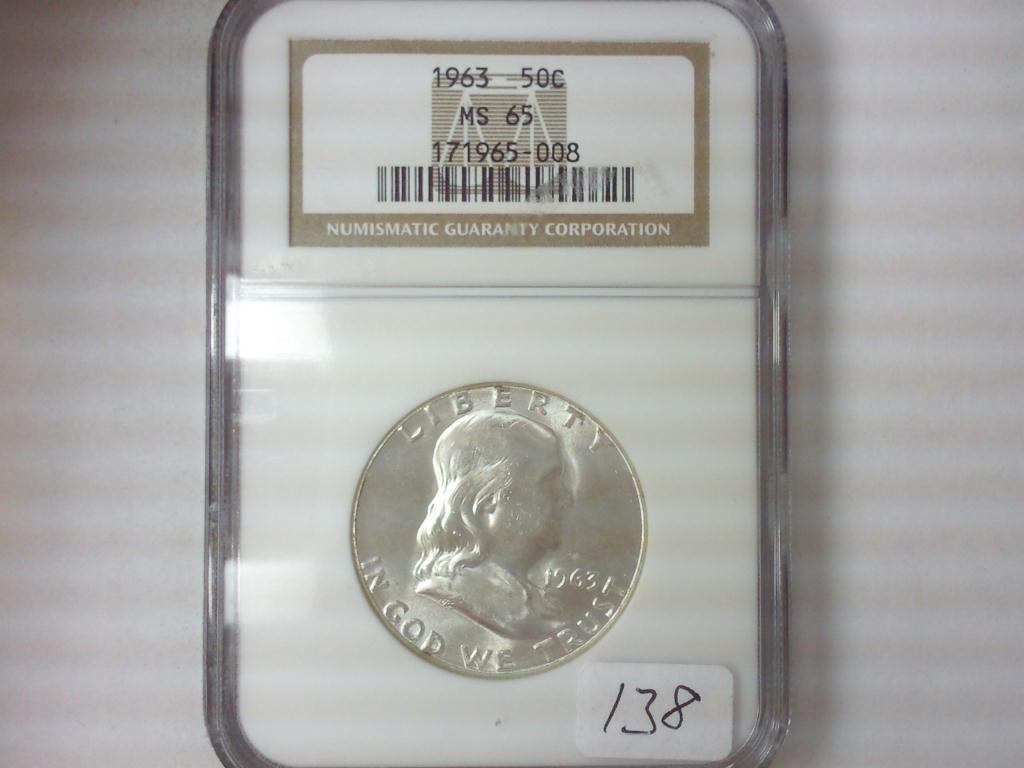 1963 50C
MS 65
171965-008
NUMISMATIC GUARANTY CORPORATION
LIBERTY
1963
IN GOD WE TRUST
138